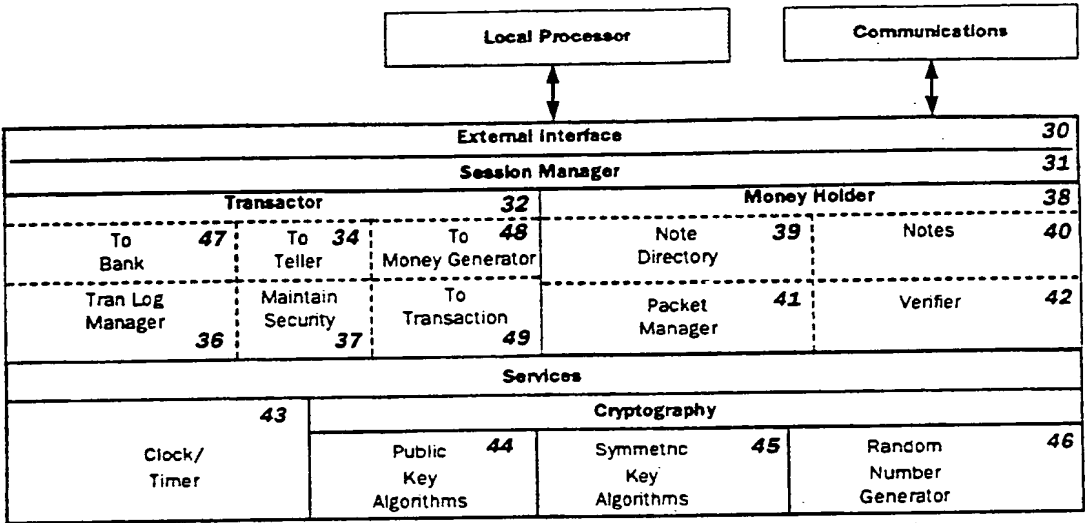 Local Processor
Communications
External Interface 30
Session Manager 31
Transactor 32
Money Holder 38
To Bank 47
To Teller 34
To Money Generator 48
Note Directory 39
Notes 40
Tran Log Manager 36
Maintain Security 37
To Transaction 49
Packet Manager 41
Verifier 42
Services
43
Clock/
Timer
Cryptography
Public 44
Key
Algorithms
Symmetric 45
Key
Algorithms
Random 46
Number
Generator